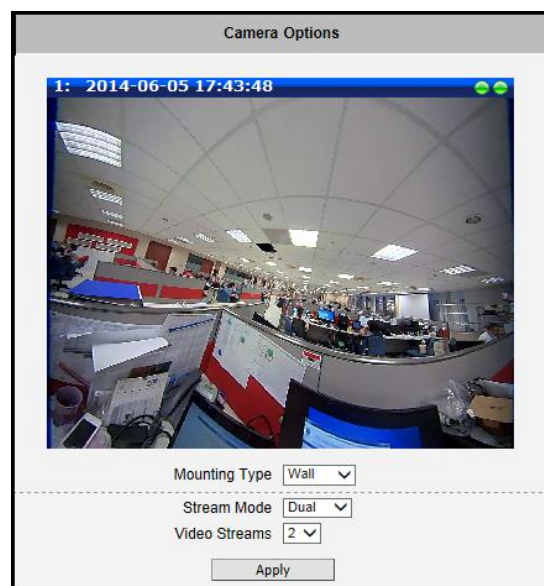 Camera Options
1: 2014-06-05 17:43:48
Mounting Type Wall
Stream Mode Dual
Video Streams 2
Apply